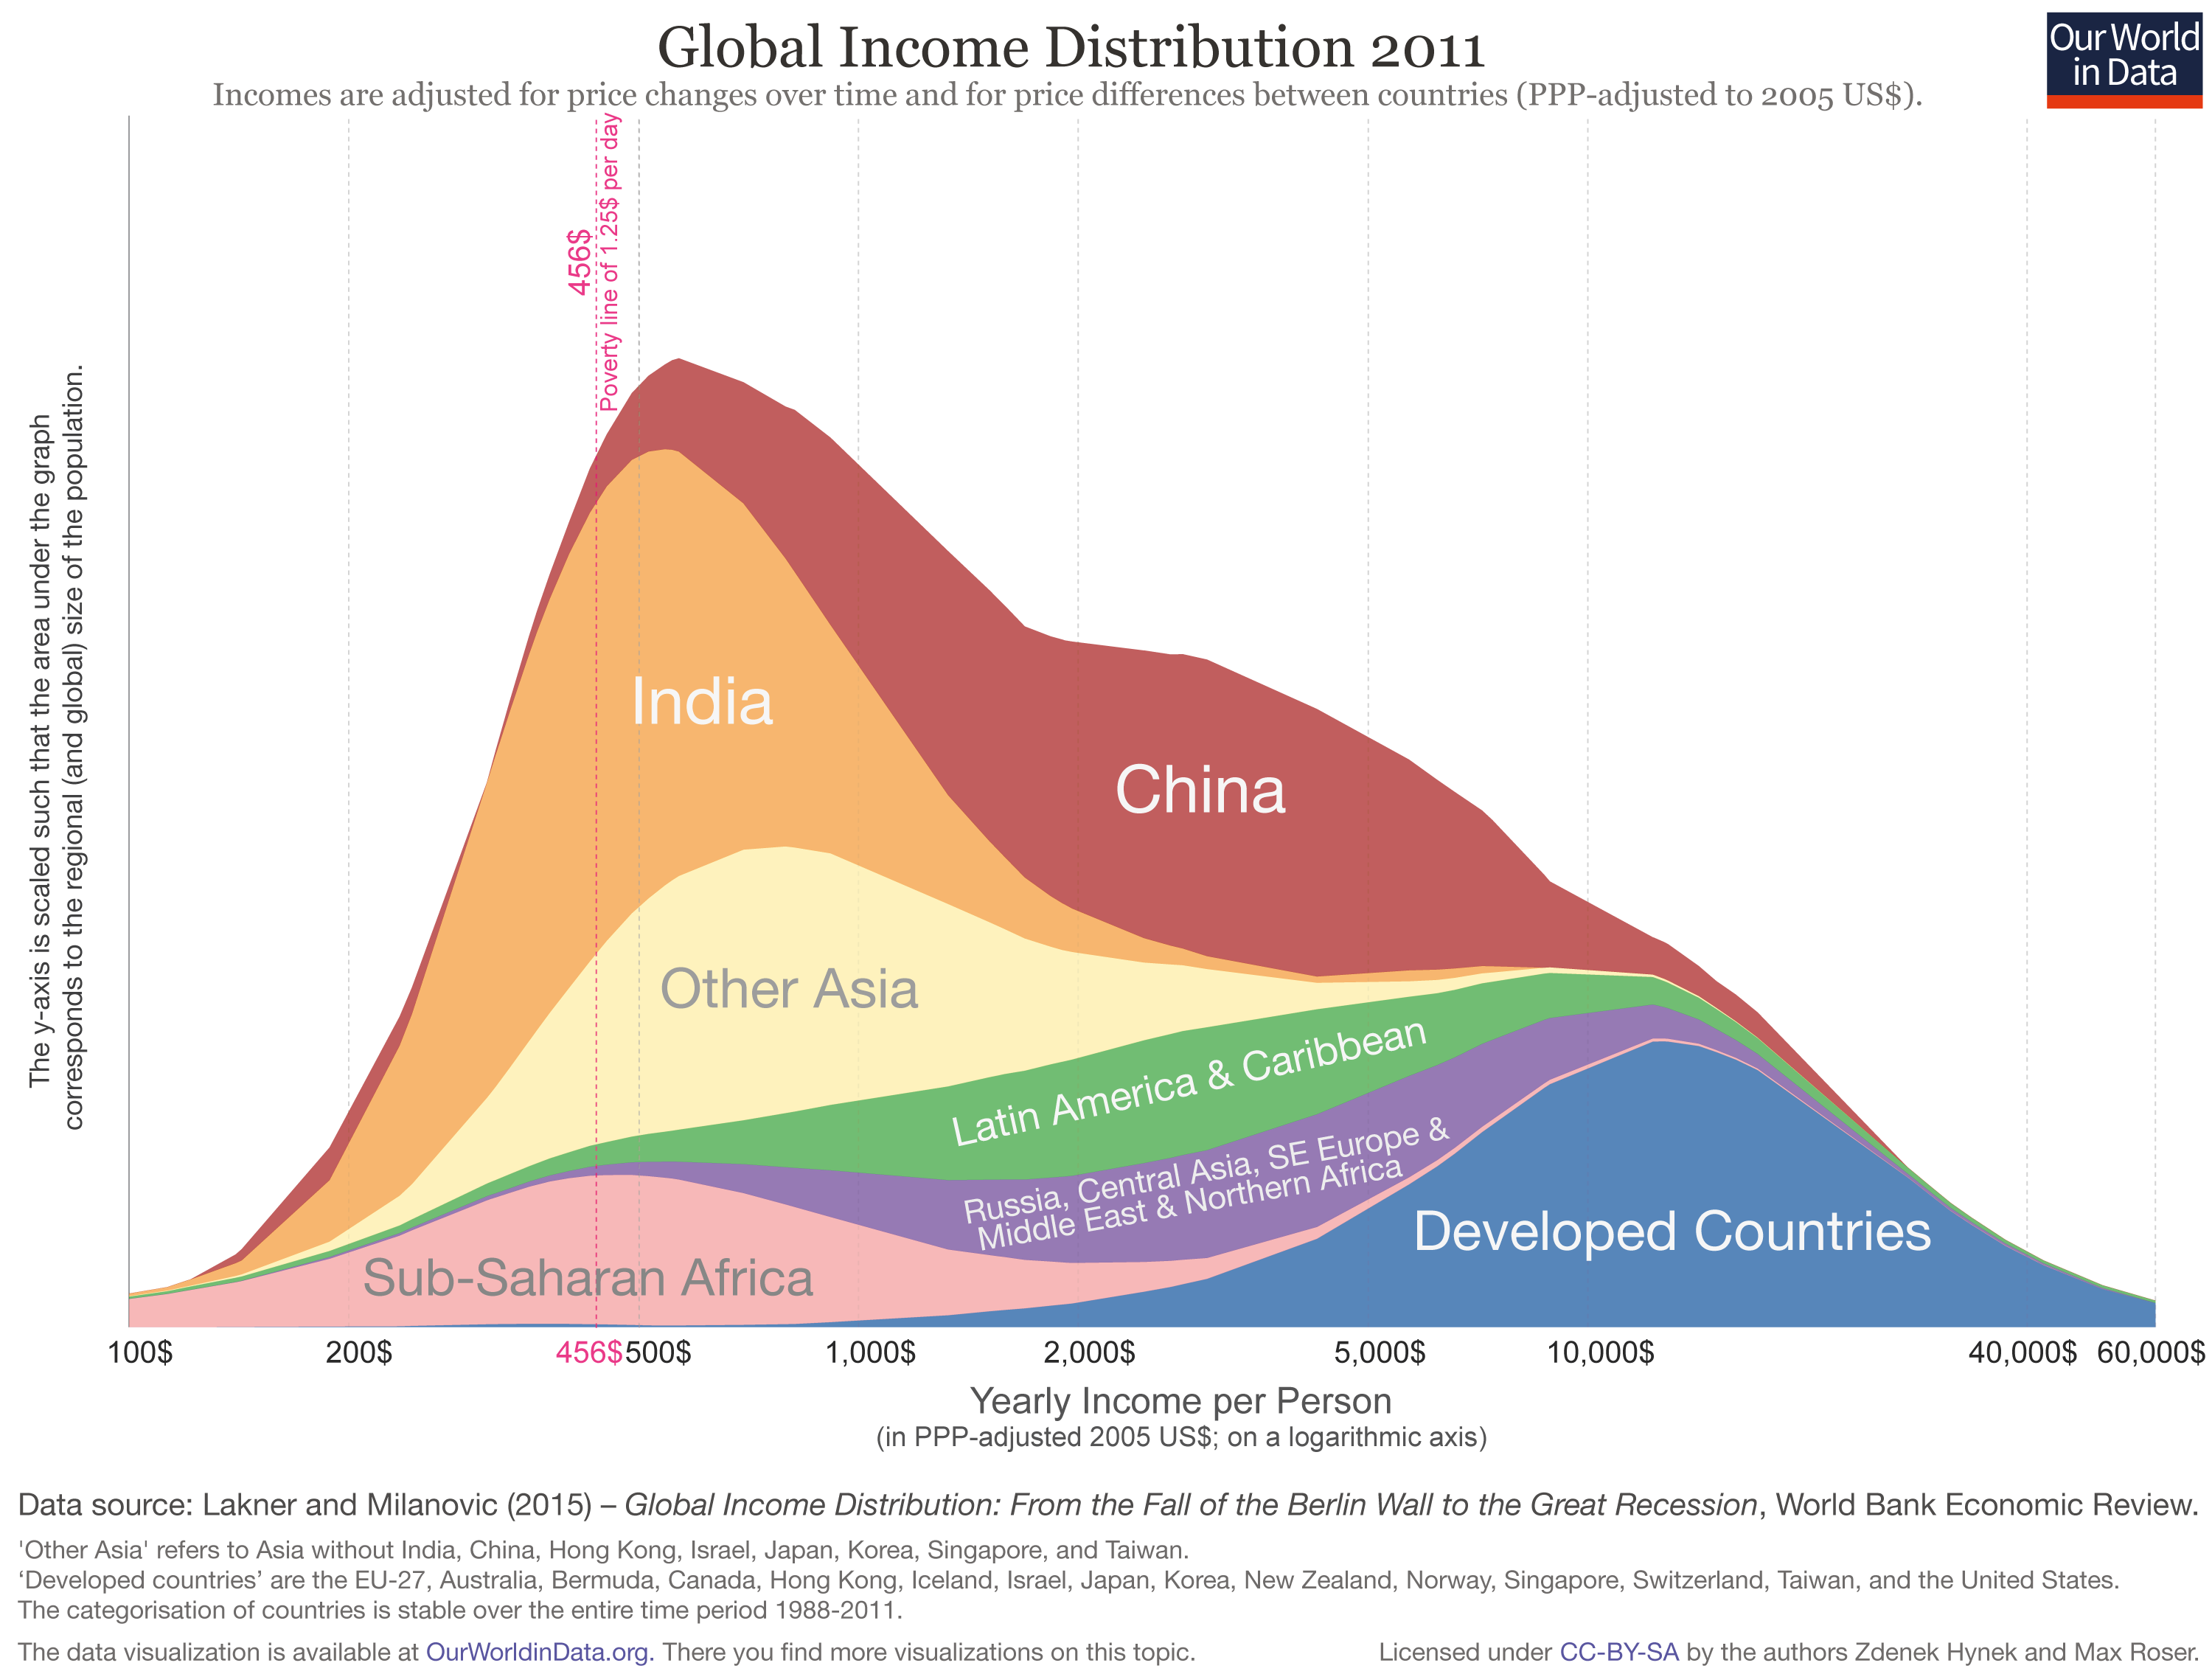 Global Income Distribution 2011
Our World
in Data
Incomes are adjusted for price changes over time and for price differences between countries (PPP-adjusted to 2005 US$).
456$
Poverty line of 1.25$ per day
The y-axis is scaled such that the area under the graph
corresponds to the regional (and global) size of the population.
India
China
Other Asia
Latin America & Caribbean
Russia, Central Asia, SE Europe &
Middle East & Northern Africa
Developed Countries
Sub-Saharan Africa
100$ 200$ 456$ 500$ 1,000$ 2,000$ 5,000$ 10,000$ 40,000$ 60,000$
Yearly Income per Person
(in PPP-adjusted 2005 US$; on a logarithmic axis)
Data source: Lakner and Milanovic (2015) – Global Income Distribution: From the Fall of the Berlin Wall to the Great Recession, World Bank Economic Review.
'Other Asia' refers to Asia without India, China, Hong Kong, Israel, Japan, Korea, Singapore, and Taiwan.
‘Developed countries’ are the EU-27, Australia, Bermuda, Canada, Hong Kong, Iceland, Israel, Japan, Korea, New Zealand, Norway, Singapore, Switzerland, Taiwan, and the United States.
The categorisation of countries is stable over the entire time period 1988-2011.
The data visualization is available at OurWorldinData.org. There you find more visualizations on this topic.
Licensed under CC-BY-SA by the authors Zdenek Hynek and Max Roser.